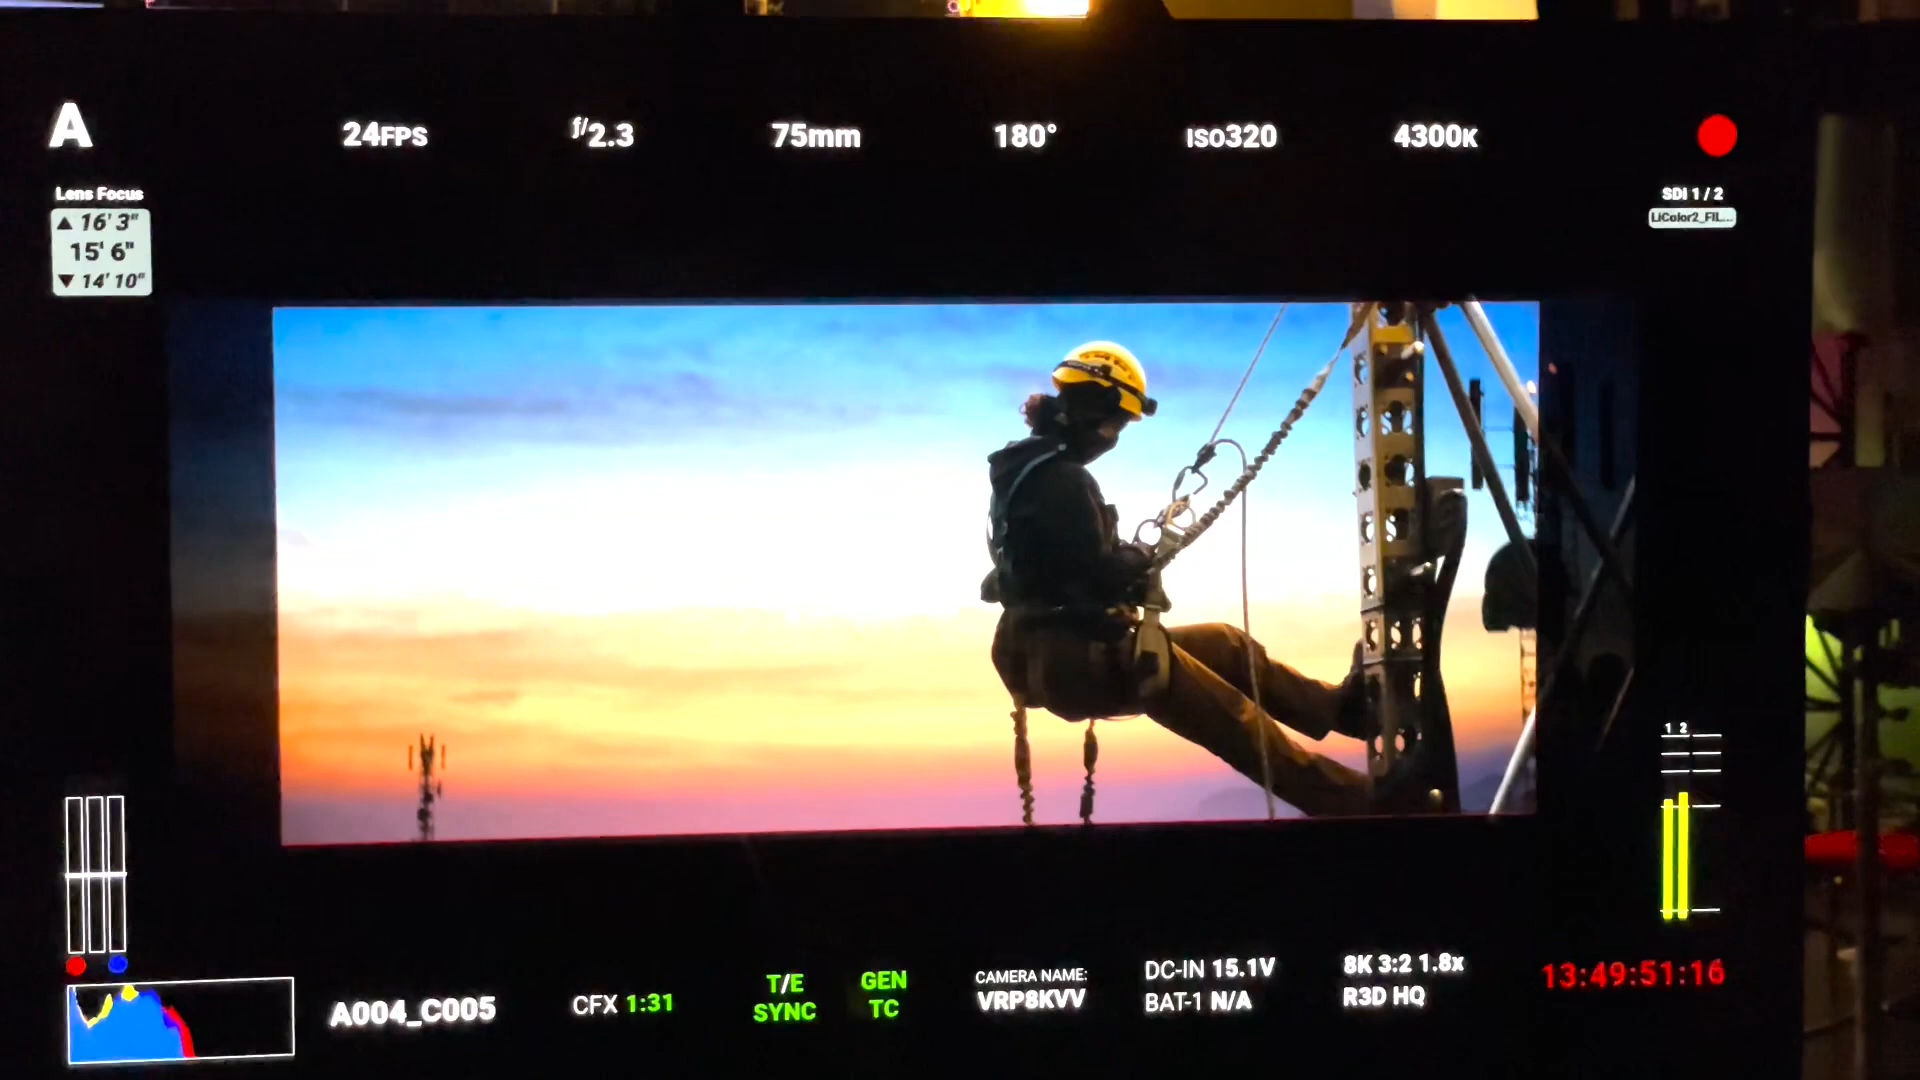 A
24FPS
f/2.3
75mm
180°
ISO320
4300K
Lens Focus
▲ 16' 3"
15' 6"
▼ 14' 10"
SDI 1 / 2
LiColor2_FIL...
1 2
A004_C005
CFX 1:31
T/E
SYNC
GEN
TC
CAMERA NAME:
VRP8KVV
DC-IN 15.1V
BAT-1 N/A
8K 3:2 1.8x
R3D HQ
13:49:51:16